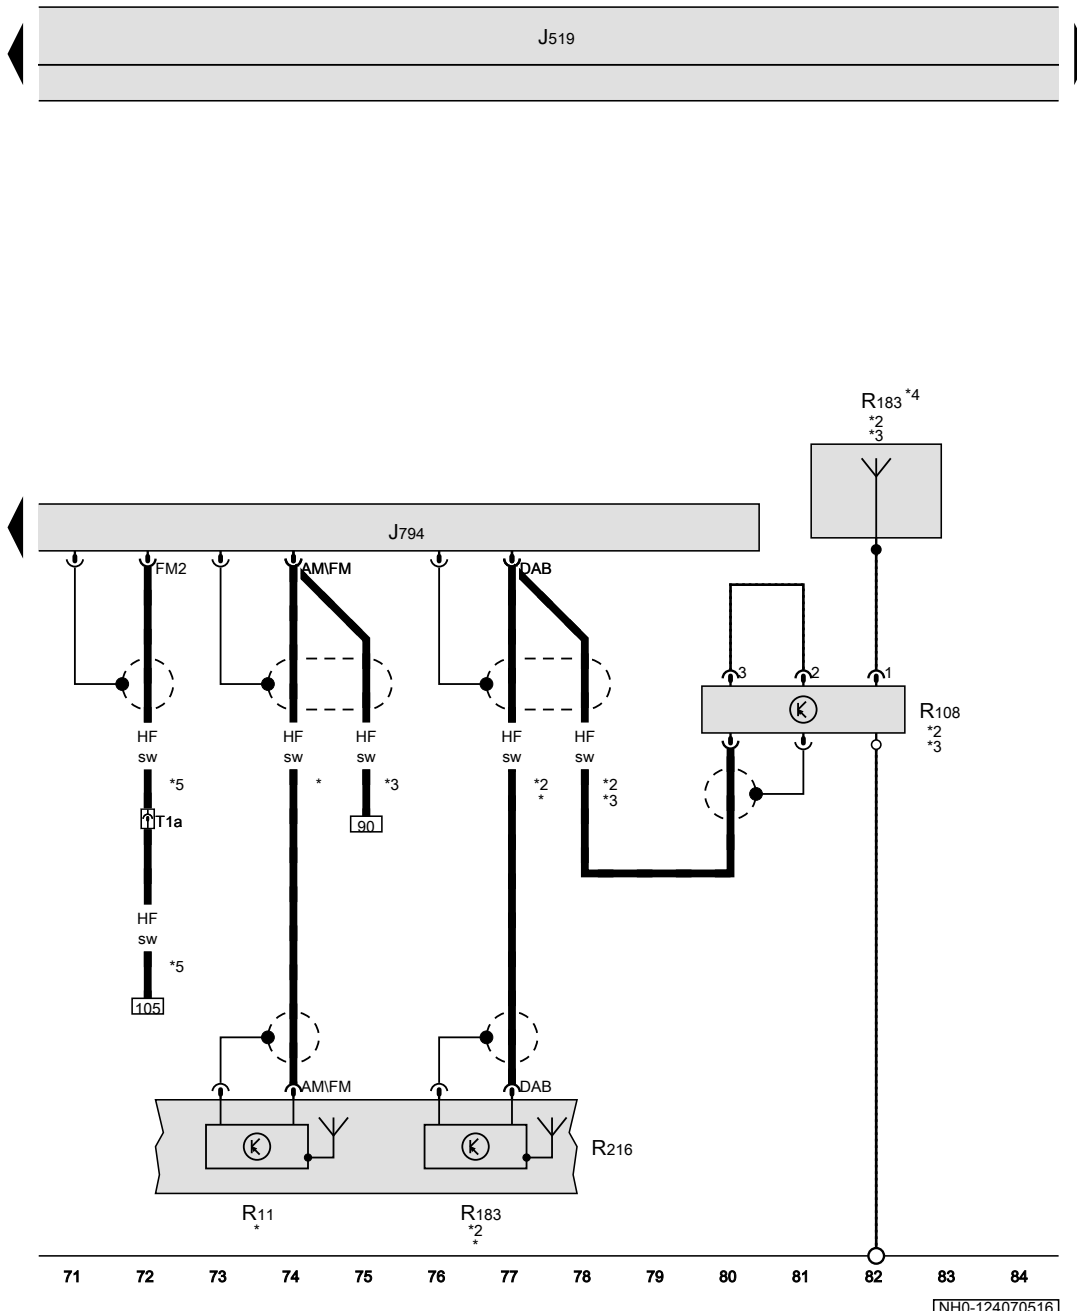 J519
R183 *4
*2
*3
J794
FM2
AM\FM
DAB
3
2
1
R108
*2
*3
HF
sw
HF
sw
HF
sw
HF
sw
HF
sw
*5
*
*3
*2
*
*2
*3
T1a
90
HF
sw
*5
105
AM\FM
DAB
R216
R11
*
R183
*2
*
71 72 73 74 75 76 77 78 79 80 81 82 83 84
NH0-124070516